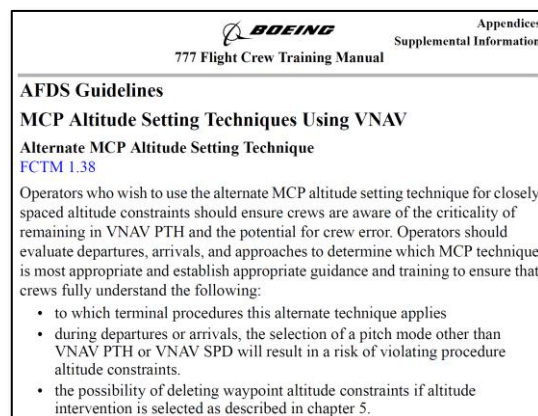 BOEING
Appendices
Supplemental Information
777 Flight Crew Training Manual
AFDS Guidelines
MCP Altitude Setting Techniques Using VNAV
Alternate MCP Altitude Setting Technique
FCTM 1.38
Operators who wish to use the alternate MCP altitude setting technique for closely
spaced altitude constraints should ensure crews are aware of the criticality of
remaining in VNAV PTH and the potential for crew error. Operators should
evaluate departures, arrivals, and approaches to determine which MCP technique
is most appropriate and establish appropriate guidance and training to ensure that
crews fully understand the following:
• to which terminal procedures this alternate technique applies
• during departures or arrivals, the selection of a pitch mode other than
VNAV PTH or VNAV SPD will result in a risk of violating procedure
altitude constraints.
• the possibility of deleting waypoint altitude constraints if altitude
intervention is selected as described in chapter 5.